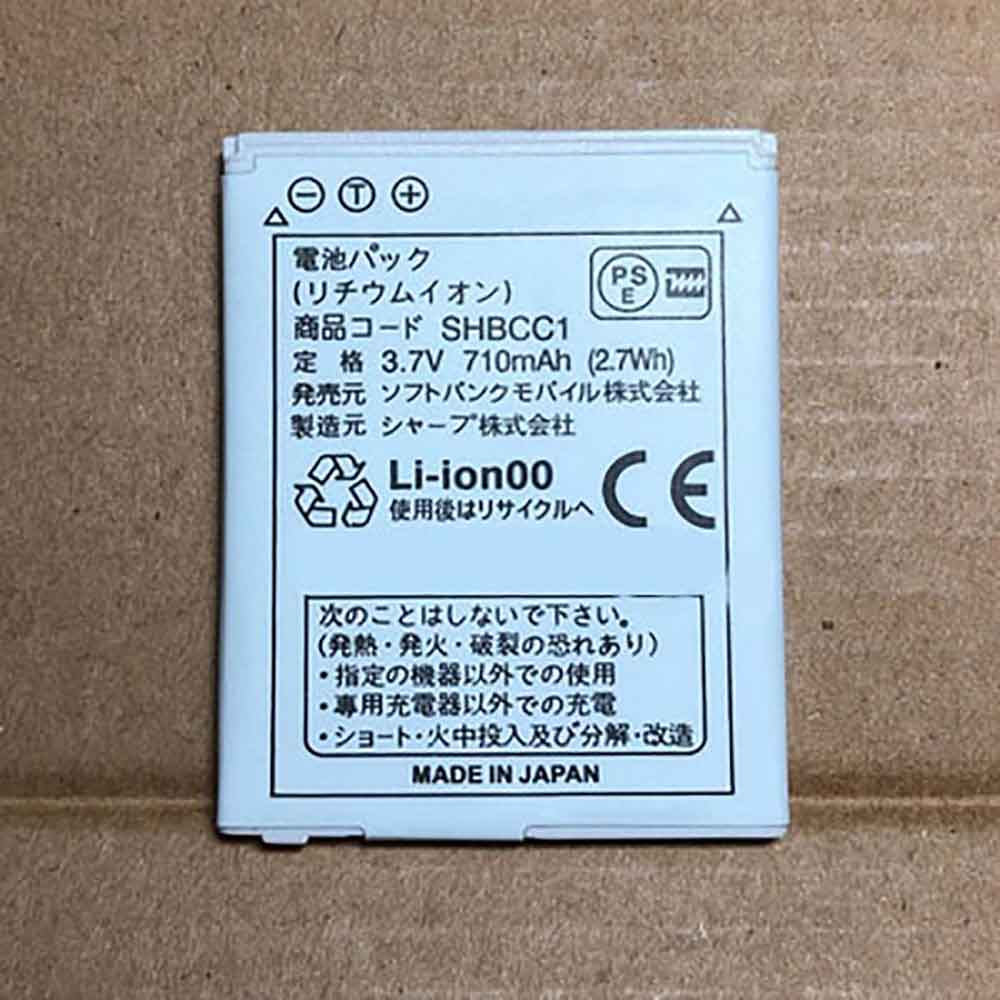 − T +
電池パック
(リチウムイオン)
PS
E
商品コード SHBCC1
定 格 3.7V 710mAh (2.7Wh)
発売元 ソフトバンクモバイル株式会社
製造元 シャープ株式会社
Li-ion00
使用後はリサイクルへ
CE
次のことはしないで下さい。
(発熱・発火・破裂の恐れあり)
・指定の機器以外での使用
・専用充電器以外での充電
・ショート・火中投入及び分解・改造
MADE IN JAPAN